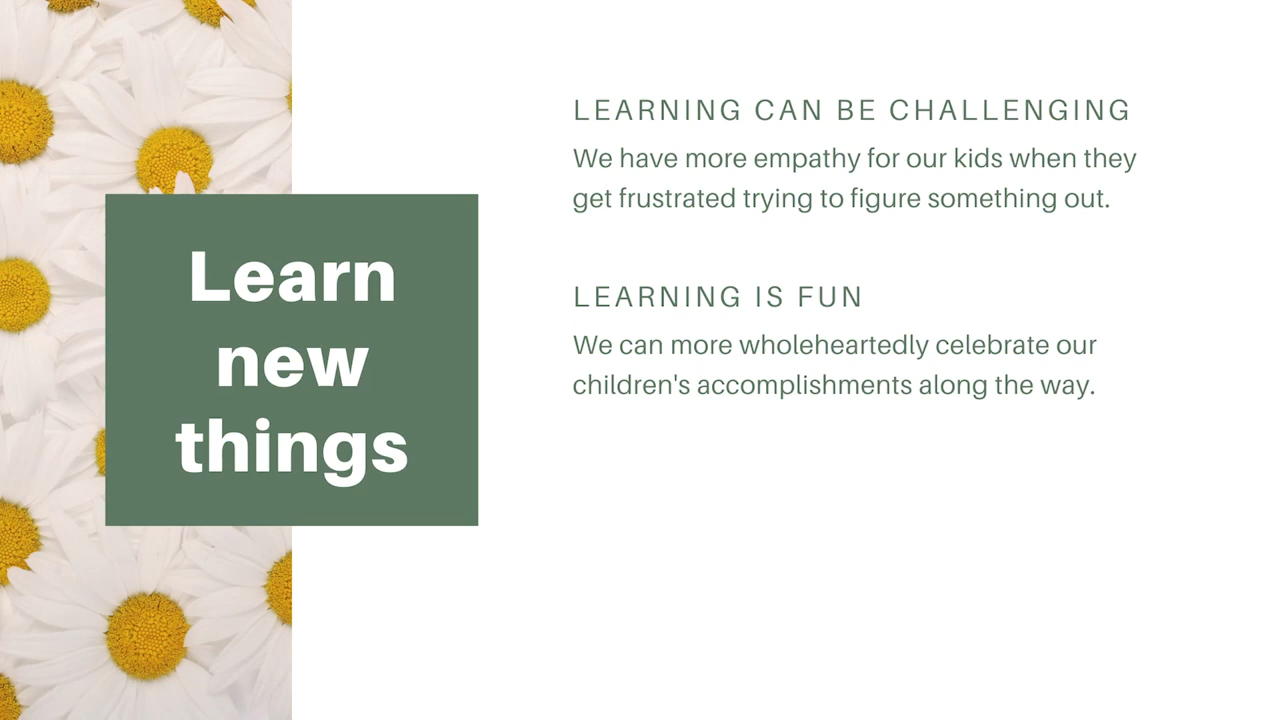 Learn
new
things
LEARNING CAN BE CHALLENGING
We have more empathy for our kids when they
get frustrated trying to figure something out.
LEARNING IS FUN
We can more wholeheartedly celebrate our
children's accomplishments along the way.